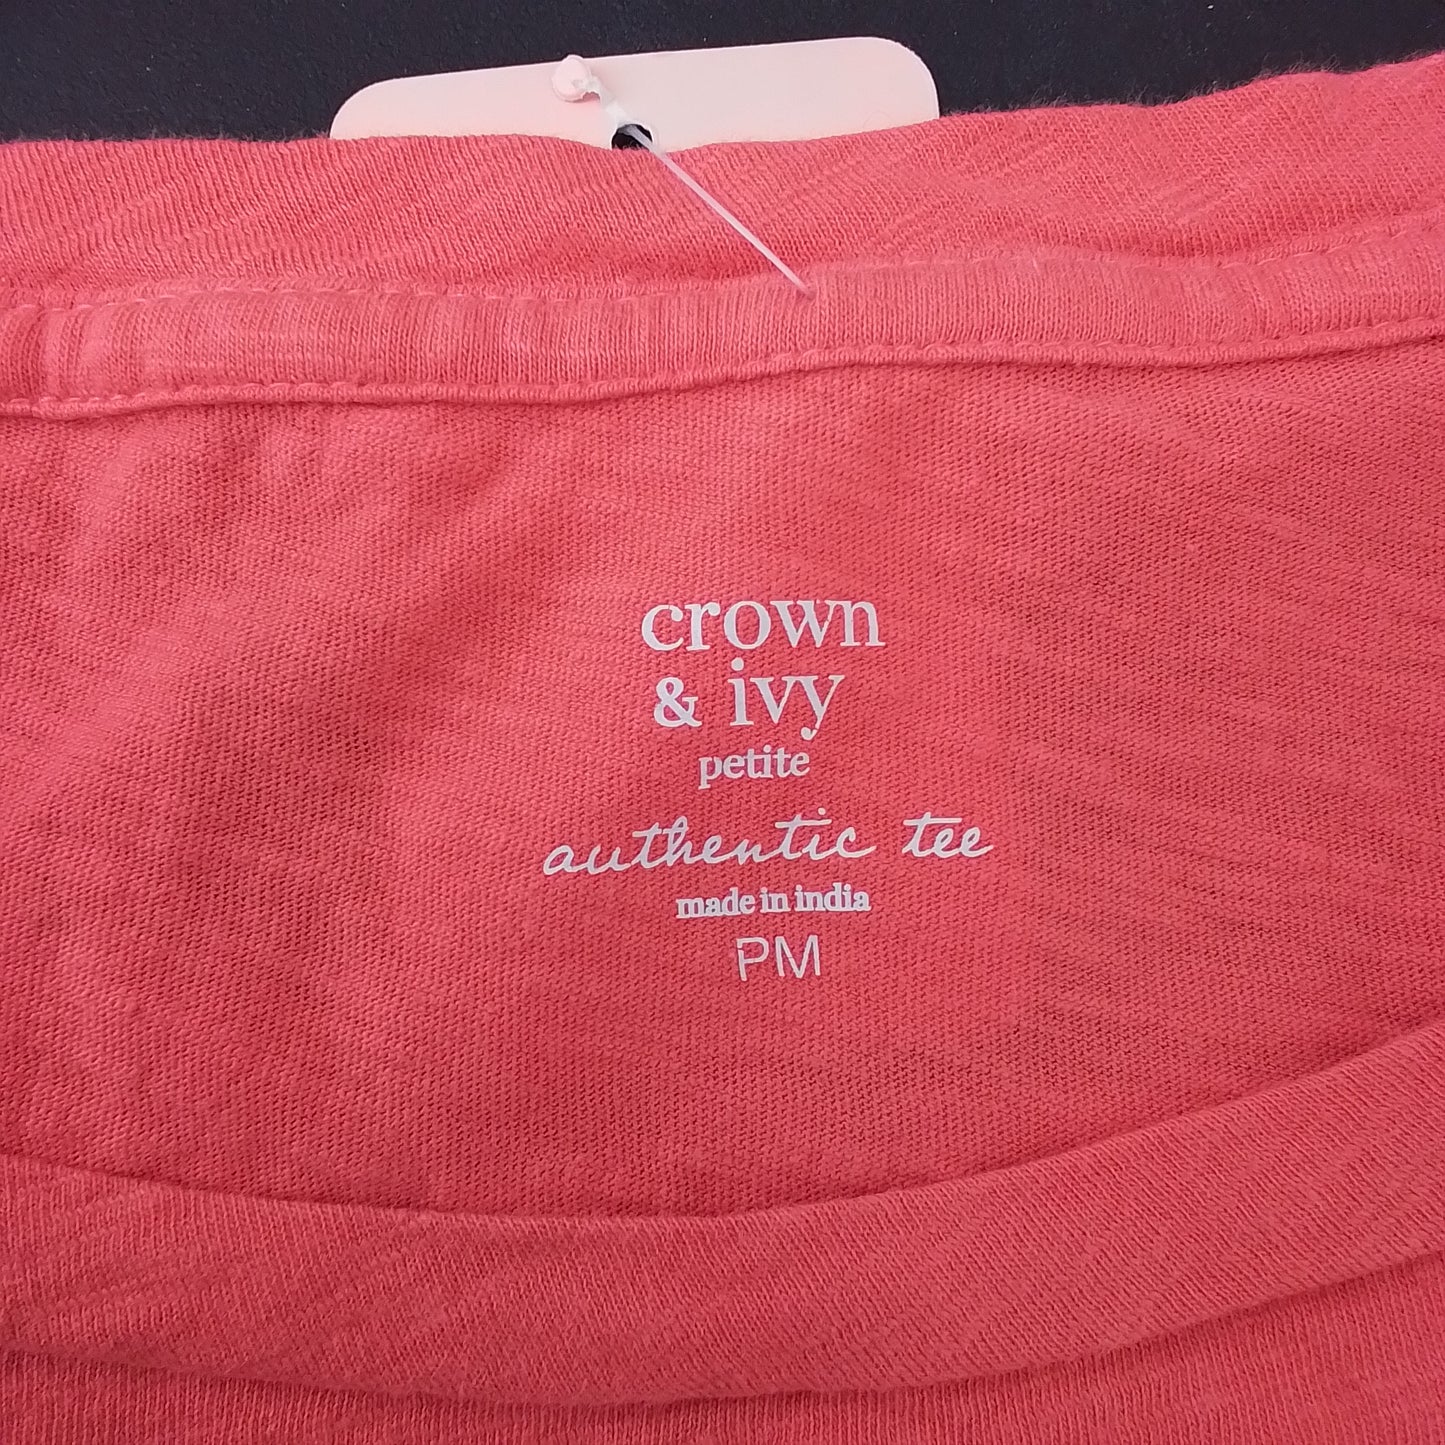 crown
& ivy
petite
authentic tee
made in india
PM